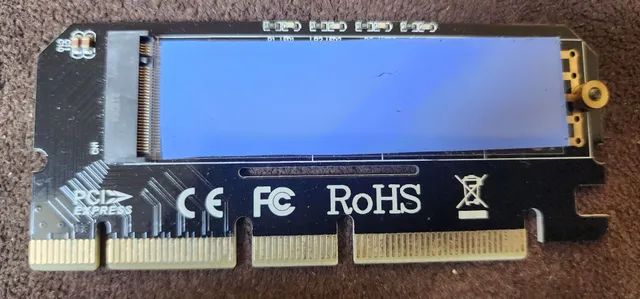 PCI
EXPRESS
CE FC RoHS